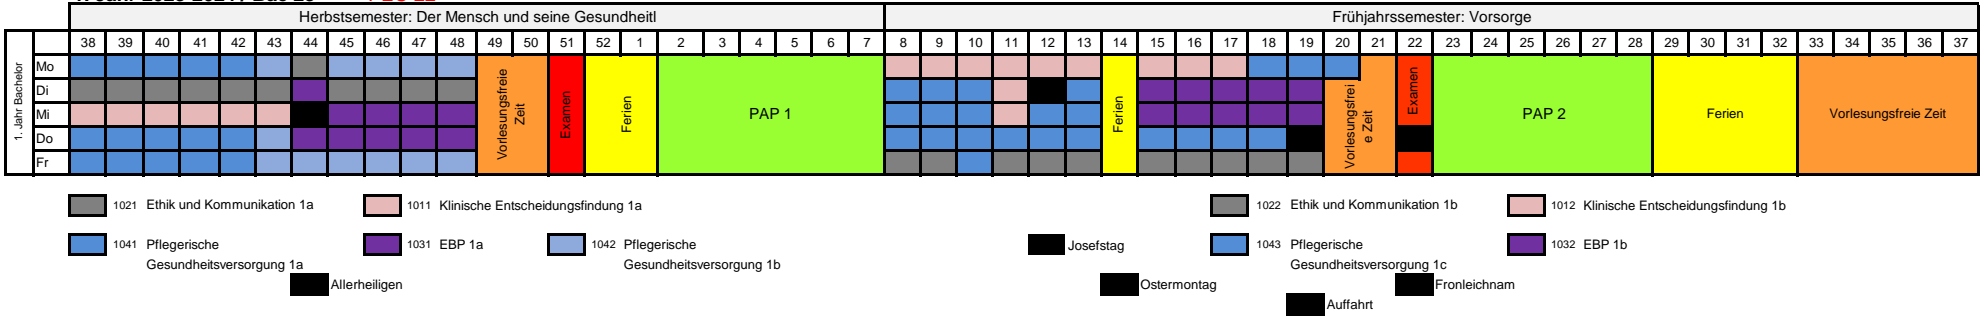 Herbstsemester: Der Mensch und seine Gesundheitl Frühjahrssemester: Vorsorge
1. Jahr Bachelor
38 39 40 41 42 43 44 45 46 47 48 49 50 51 52 1 2 3 4 5 6 7 8 9 10 11 12 13 14 15 16 17 18 19 20 21 22 23 24 25 26 27 28 29 30 31 32 33 34 35 36 37
Mo
Di
Mi
Do
Fr
Vorlesungsfreie
Zeit
Examen
Ferien
PAP 1
Ferien
Vorlesungsfrei
e Zeit
Examen
PAP 2
Ferien
Vorlesungsfreie Zeit
1021 Ethik und Kommunikation 1a 1011 Klinische Entscheidungsfindung 1a 1022 Ethik und Kommunikation 1b 1012 Klinische Entscheidungsfindung 1b
1041 Pflegerische 1031 EBP 1a 1042 Pflegerische Josefstag 1043 Pflegerische 1032 EBP 1b
Gesundheitsversorgung 1a Gesundheitsversorgung 1b Gesundheitsversorgung 1c
Allerheiligen Ostermontag Fronleichnam
Auffahrt